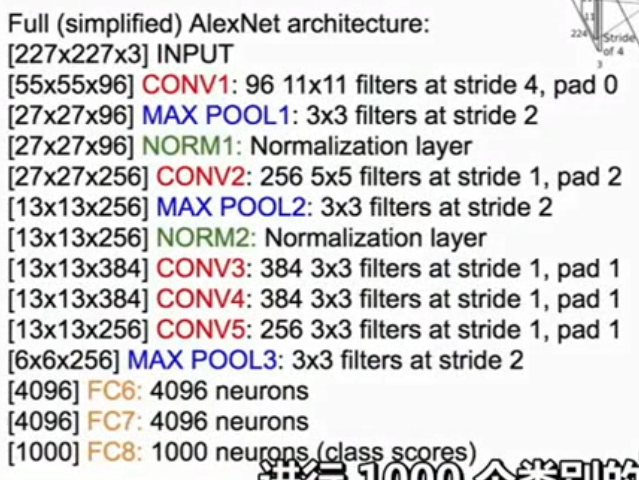 Full (simplified) AlexNet architecture:
[227x227x3] INPUT
[55x55x96] CONV1: 96 11x11 filters at stride 4, pad 0
[27x27x96] MAX POOL1: 3x3 filters at stride 2
[27x27x96] NORM1: Normalization layer
[27x27x256] CONV2: 256 5x5 filters at stride 1, pad 2
[13x13x256] MAX POOL2: 3x3 filters at stride 2
[13x13x256] NORM2: Normalization layer
[13x13x384] CONV3: 384 3x3 filters at stride 1, pad 1
[13x13x384] CONV4: 384 3x3 filters at stride 1, pad 1
[13x13x256] CONV5: 256 3x3 filters at stride 1, pad 1
[6x6x256] MAX POOL3: 3x3 filters at stride 2
[4096] FC6: 4096 neurons
[4096] FC7: 4096 neurons
[1000] FC8: 1000 neurons (class scores)
进行 1000 个类别的
11
224
Stride
of 4
3